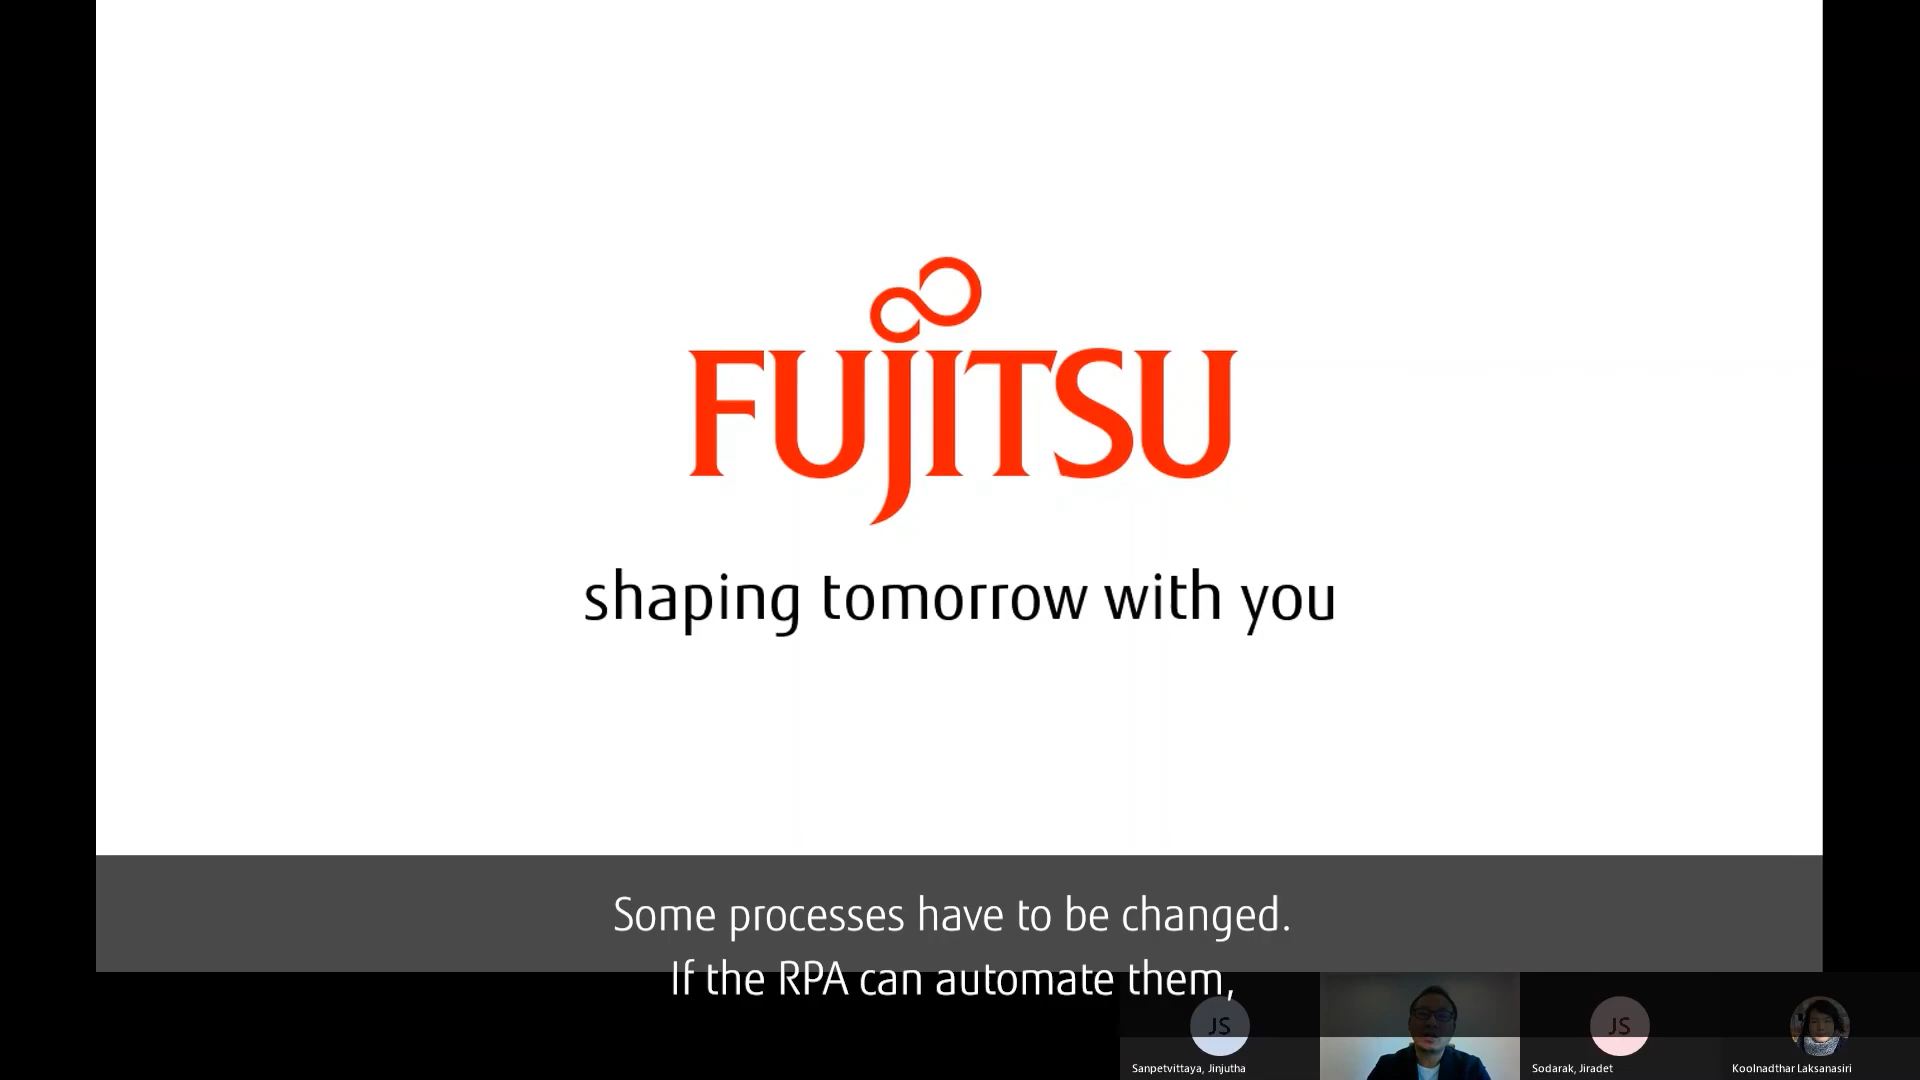 FUJITSU
shaping tomorrow with you
Some processes have to be changed.
If the RPA can automate them,
JS
JS
Sanpetvittaya, Jinjutha
Sodarak, Jiradet
Koolnadthar Laksanasiri